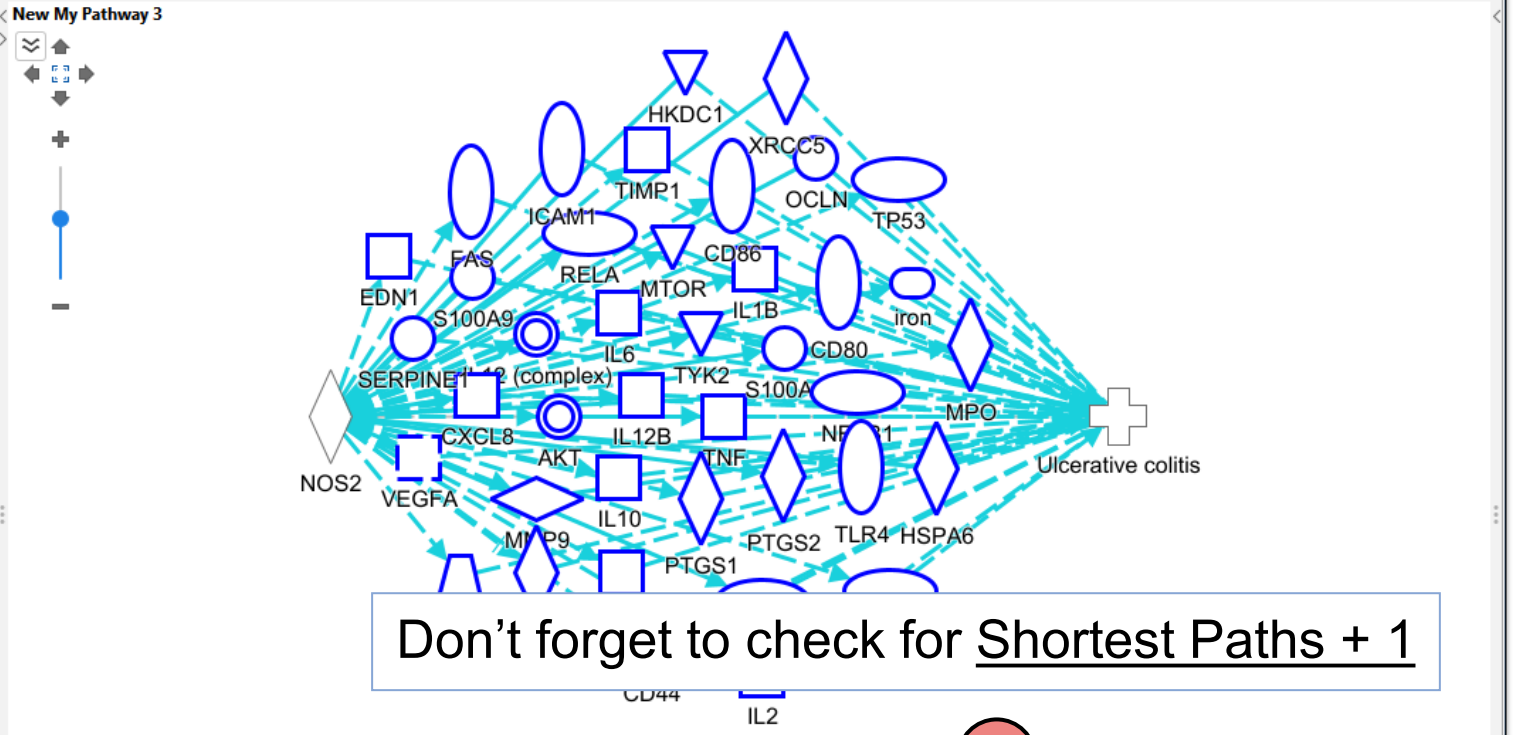 New My Pathway 3
HKDC1
XRCC5
TIMP1
OCLN
ICAM1
TP53
FAS
CD86
RELA
MTOR
EDN1
IL1B
S100A9
iron
IL6
CD80
SERPINE1
(complex)
TYK2
S100A
MPO
CXCL8
IL12B
AKT
TNF
Ulcerative colitis
NOS2
VEGFA
IL10
PTGS2
TLR4
HSPA6
PTGS1
Don't forget to check for Shortest Paths + 1
CD44
IL2